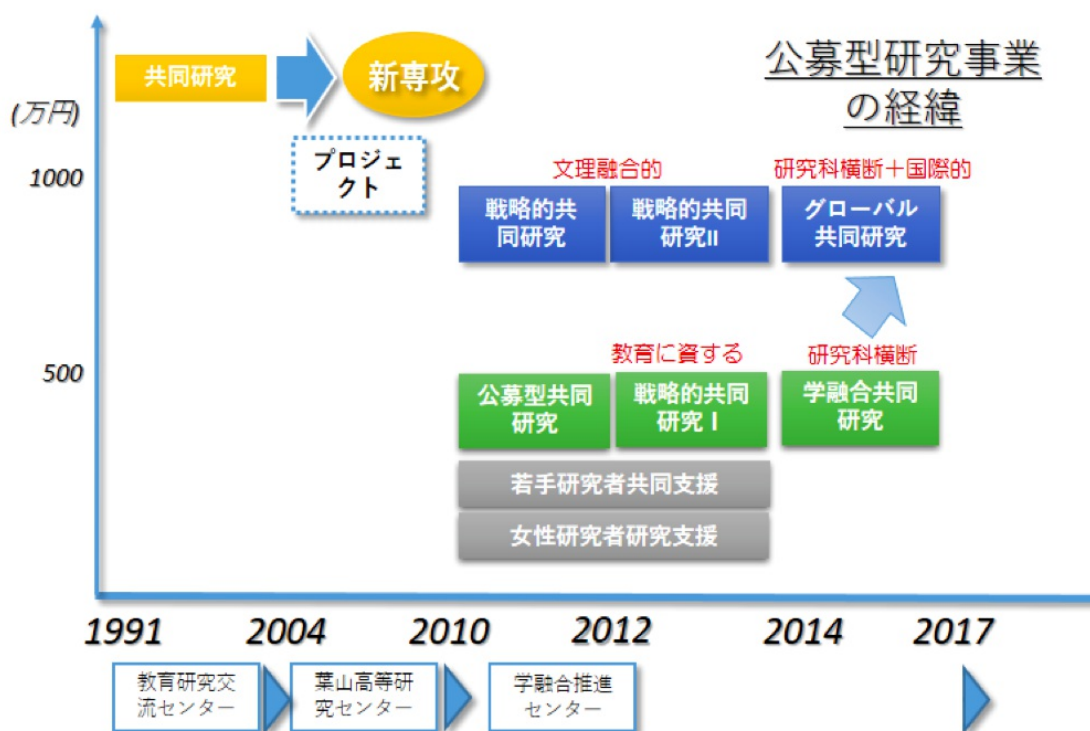 公募型研究事業
の経緯
共同研究
新専攻
(万円)
プロジェ
クト
1000
文理融合的
研究科横断＋国際的
戦略的共
同研究
戦略的共同
研究II
グローバル
共同研究
500
教育に資する
研究科横断
公募型共同
研究
戦略的共同
研究Ⅰ
学融合共同
研究
若手研究者共同支援
女性研究者研究支援
1991
2004
2010
2012
2014
2017
教育研究交
流センター
葉山高等研
究センター
学融合推進
センター